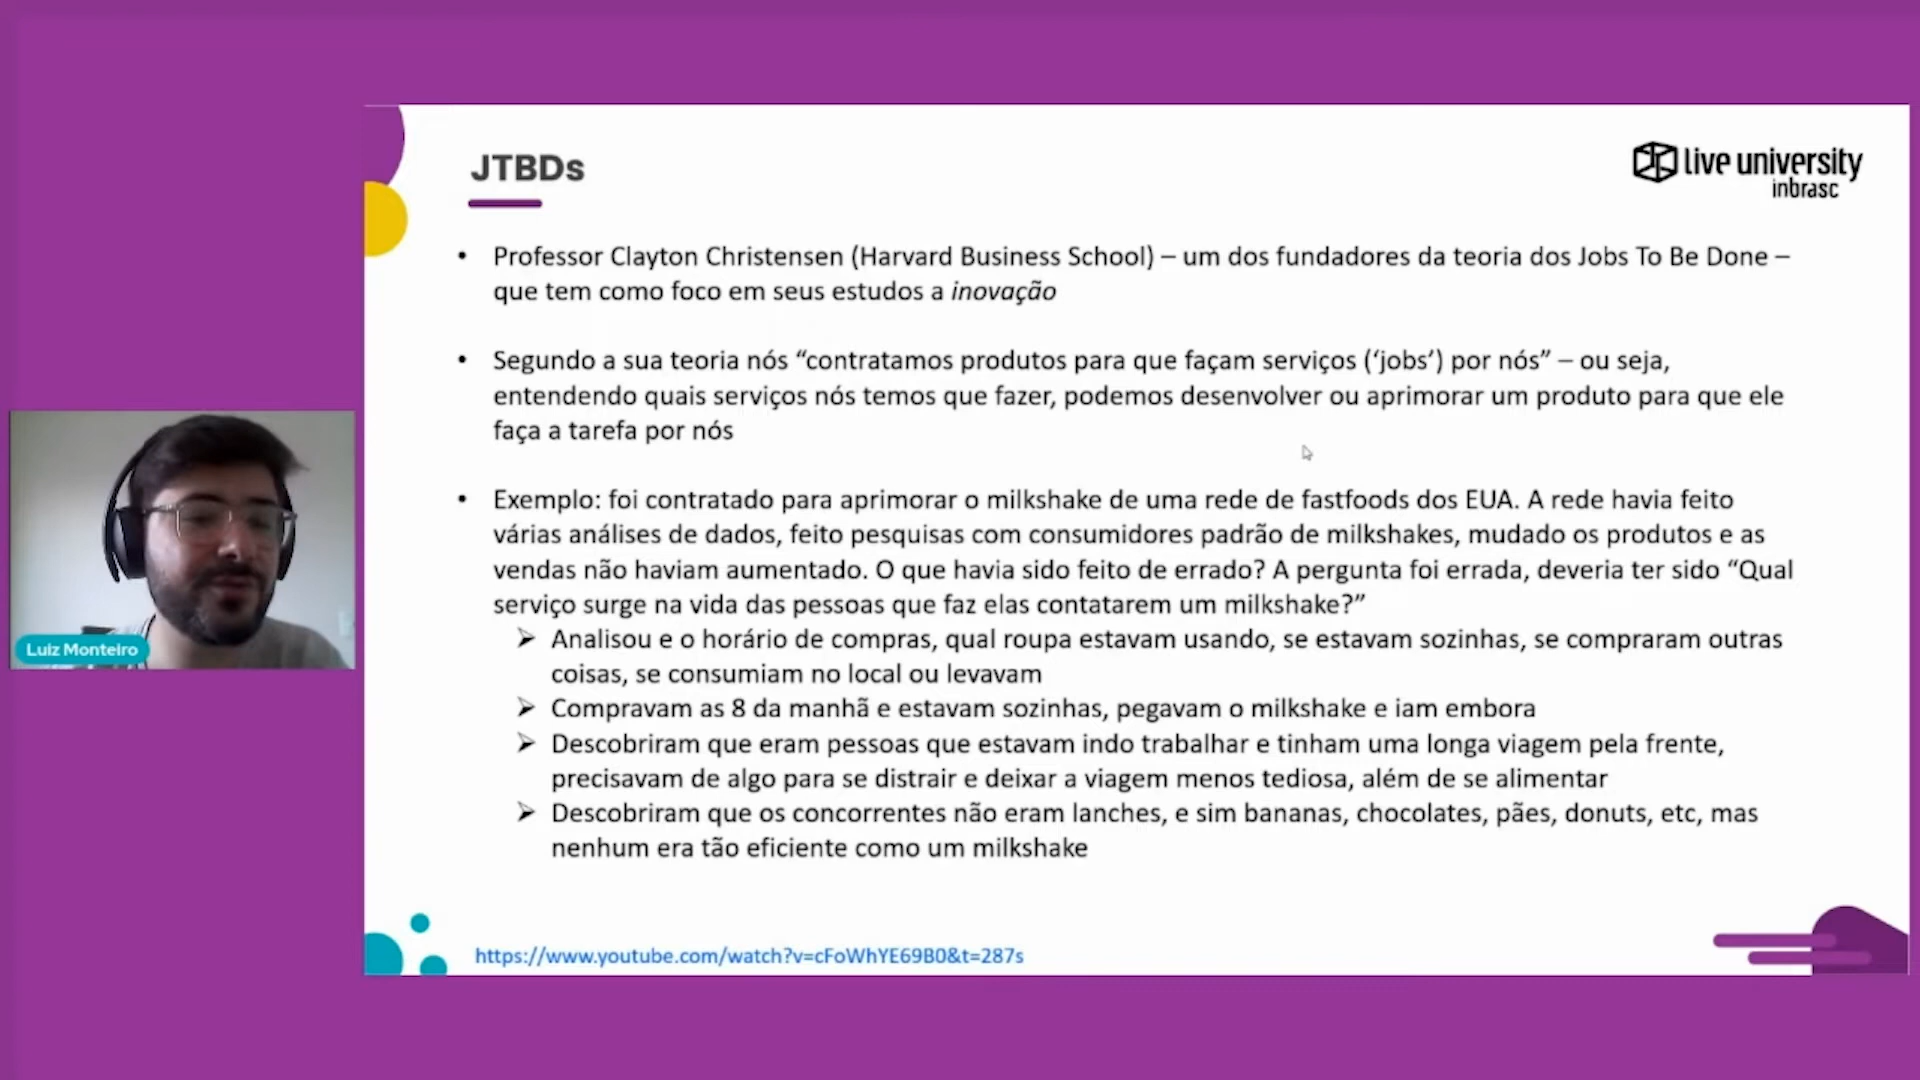 JTBDs
live university
inbrasc
• Professor Clayton Christensen (Harvard Business School) – um dos fundadores da teoria dos Jobs To Be Done –
que tem como foco em seus estudos a inovação
• Segundo a sua teoria nós “contratamos produtos para que façam serviços (‘jobs’) por nós” – ou seja,
entendendo quais serviços nós temos que fazer, podemos desenvolver ou aprimorar um produto para que ele
faça a tarefa por nós
• Exemplo: foi contratado para aprimorar o milkshake de uma rede de fastfoods dos EUA. A rede havia feito
várias análises de dados, feito pesquisas com consumidores padrão de milkshakes, mudado os produtos e as
vendas não haviam aumentado. O que havia sido feito de errado? A pergunta foi errada, deveria ter sido “Qual
serviço surge na vida das pessoas que faz elas contatarem um milkshake?”
➢ Analisou e o horário de compras, qual roupa estavam usando, se estavam sozinhas, se compraram outras
coisas, se consumiam no local ou levavam
➢ Compravam as 8 da manhã e estavam sozinhas, pegavam o milkshake e iam embora
➢ Descobriram que eram pessoas que estavam indo trabalhar e tinham uma longa viagem pela frente,
precisavam de algo para se distrair e deixar a viagem menos tediosa, além de se alimentar
➢ Descobriram que os concorrentes não eram lanches, e sim bananas, chocolates, pães, donuts, etc, mas
nenhum era tão eficiente como um milkshake
https://www.youtube.com/watch?v=cFoWhYE69B0&t=287s
Luiz Monteiro